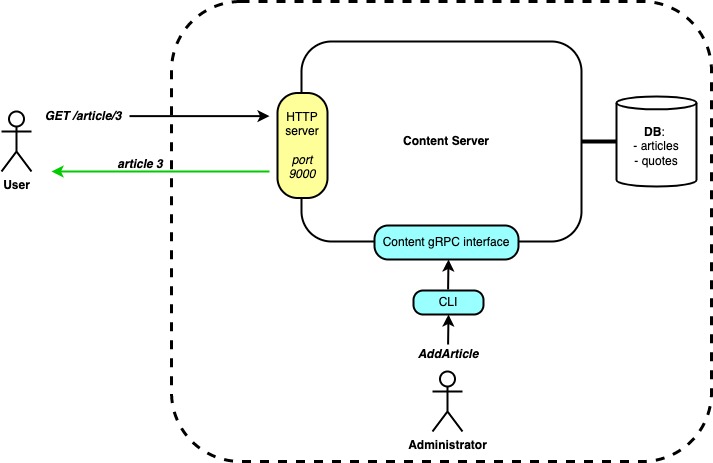 GET /article/3
HTTP
server
port
9000
Content Server
DB:
- articles
- quotes
article 3
User
Content gRPC interface
CLI
AddArticle
Administrator